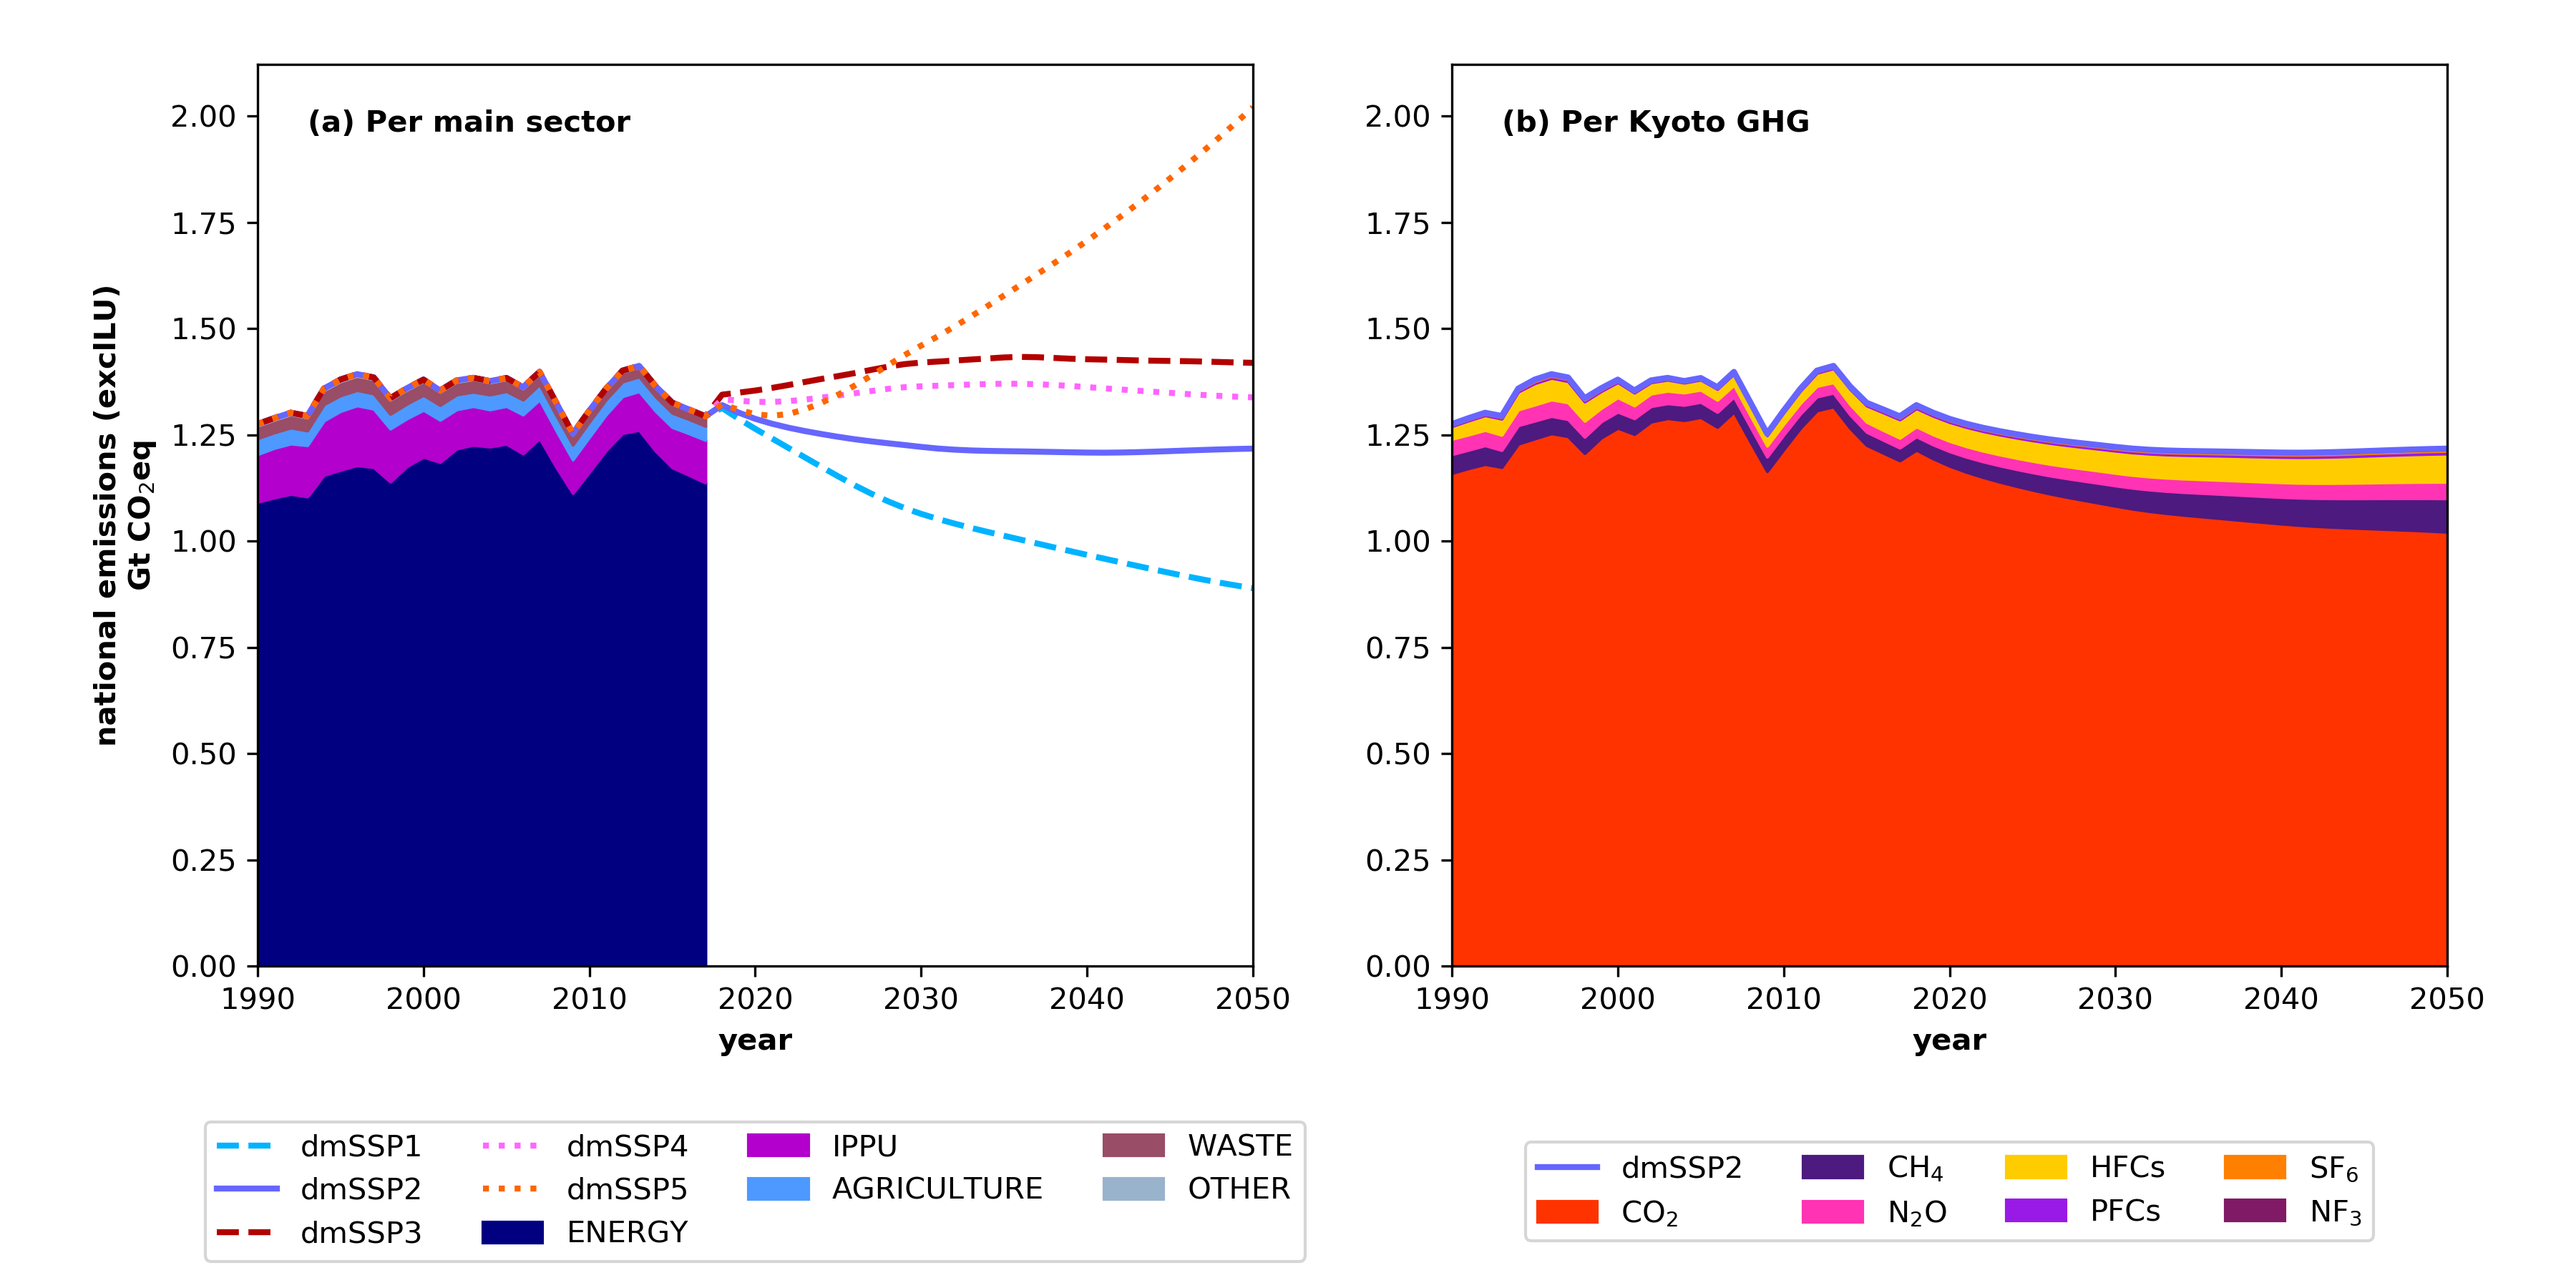 (a) Per main sector
national emissions (exclLU)
Gt CO₂eq
2.00
1.75
1.50
1.25
1.00
0.75
0.50
0.25
0.00
1990 2000 2010 2020 2030 2040 2050
year
dmSSP1 dmSSP4 IPPU WASTE
dmSSP2 dmSSP5 AGRICULTURE OTHER
dmSSP3 ENERGY
(b) Per Kyoto GHG
2.00
1.75
1.50
1.25
1.00
0.75
0.50
0.25
0.00
1990 2000 2010 2020 2030 2040 2050
year
dmSSP2 CH₄ HFCs SF₆
CO₂ N₂O PFCs NF₃